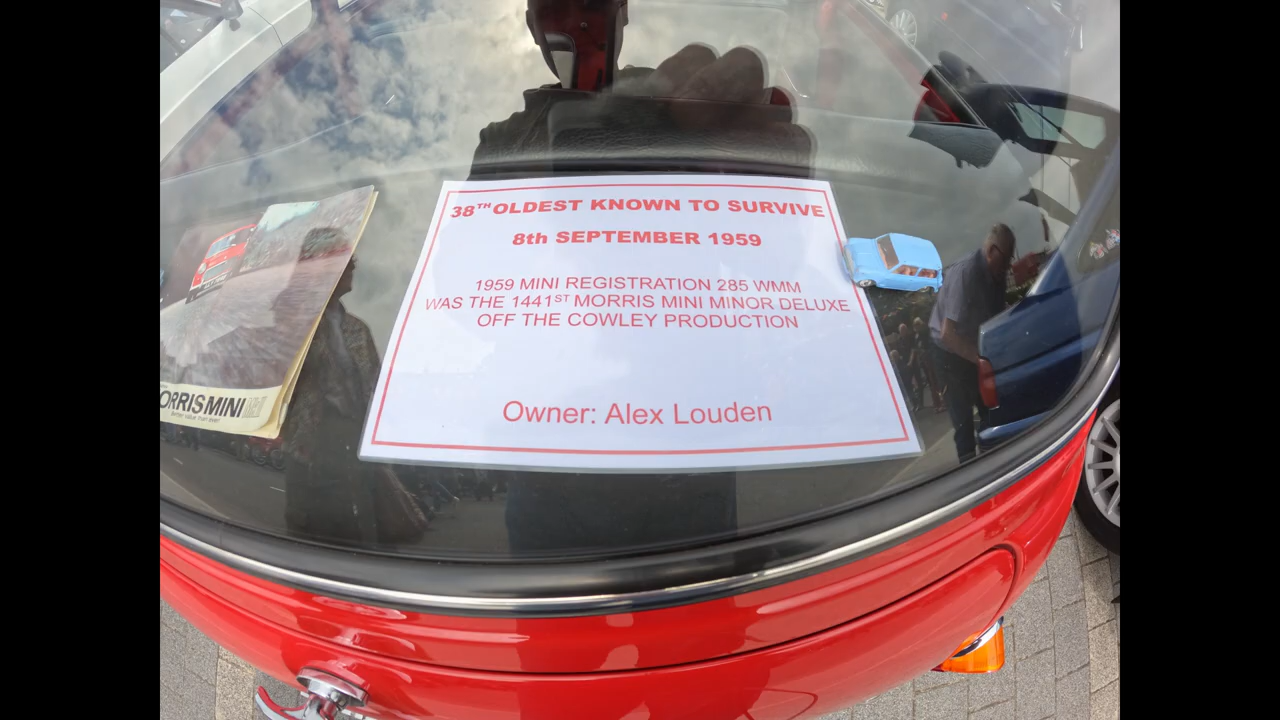 38TH OLDEST KNOWN TO SURVIVE
8th SEPTEMBER 1959
1959 MINI REGISTRATION 285 WMM
WAS THE 1441ST MORRIS MINI MINOR DELUXE
OFF THE COWLEY PRODUCTION
Owner: Alex Louden
ORRIS MINI